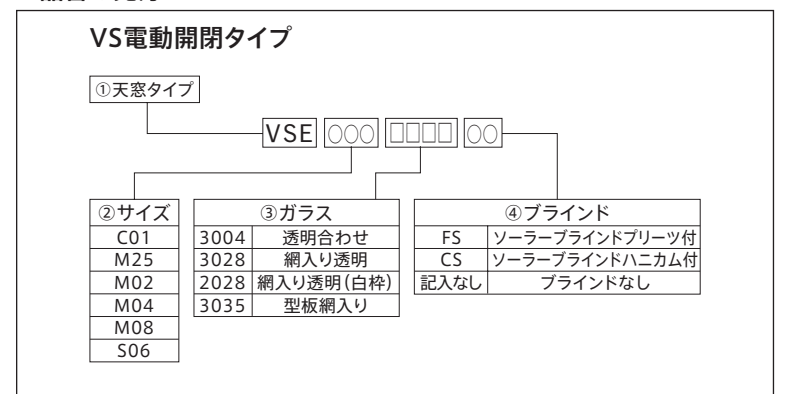 VS電動開閉タイプ
①天窓タイプ
VSE ○○○ □□□□ ○○
②サイズ
C01
M25
M02
M04
M08
S06
③ガラス
3004 透明合わせ
3028 網入り透明
2028 網入り透明(白枠)
3035 型板網入り
④ブラインド
FS ソーラーブラインドプリーツ付
CS ソーラーブラインドハニカム付
記入なし ブラインドなし